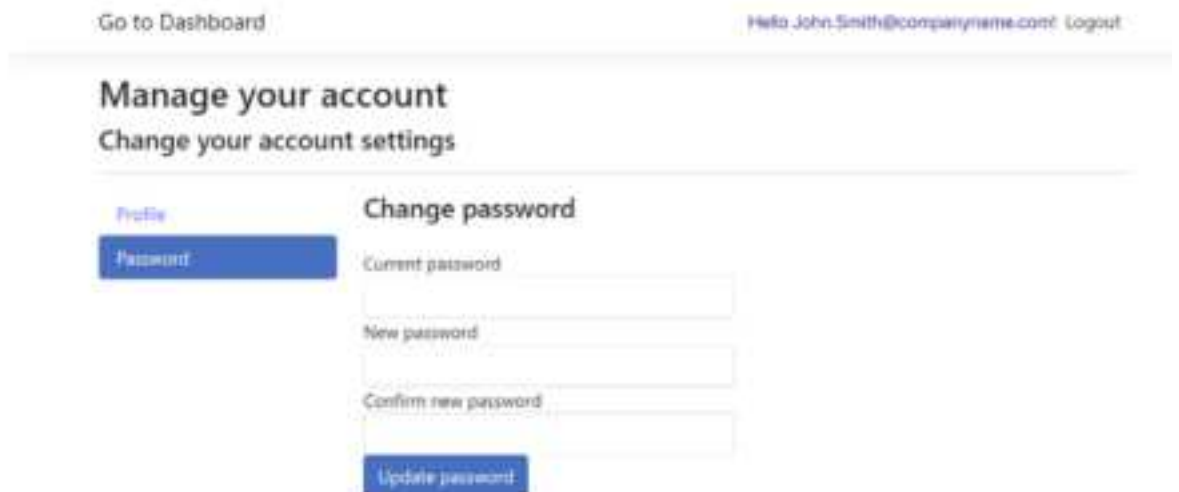 Go to Dashboard
Hello John.Smith@companyname.com! Logout
Manage your account
Change your account settings
Profile
Password
Change password
Current password
New password
Confirm new password
Update password